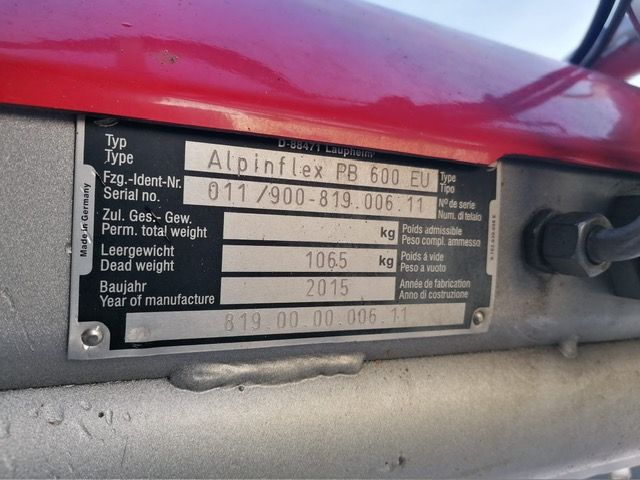 D-88471 Laupheim
Typ
Type
Alpinflex PB 600 EU
Type
Tipo
Fzg.-Ident-Nr.
Serial no.
011/900-819.006.11
Nº de serie
Num. di telaio
Zul. Ges.- Gew.
Perm. total weight
kg
Poids admissible
Peso compl. ammesso
Leergewicht
Dead weight
1065 kg
Poids á vide
Peso a vuoto
Baujahr
Year of manufacture
2015
Année de fabrication
Anno di costruzione
819.00.00.006.11
Made in Germany